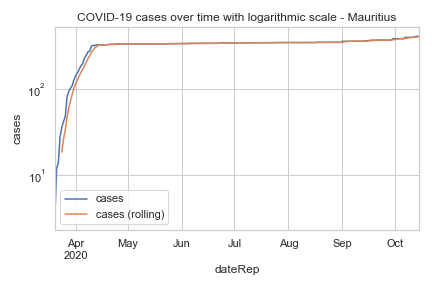 COVID-19 cases over time with logarithmic scale - Mauritius
cases
10²
10¹
cases
cases (rolling)
Apr May Jun Jul Aug Sep Oct
2020
dateRep